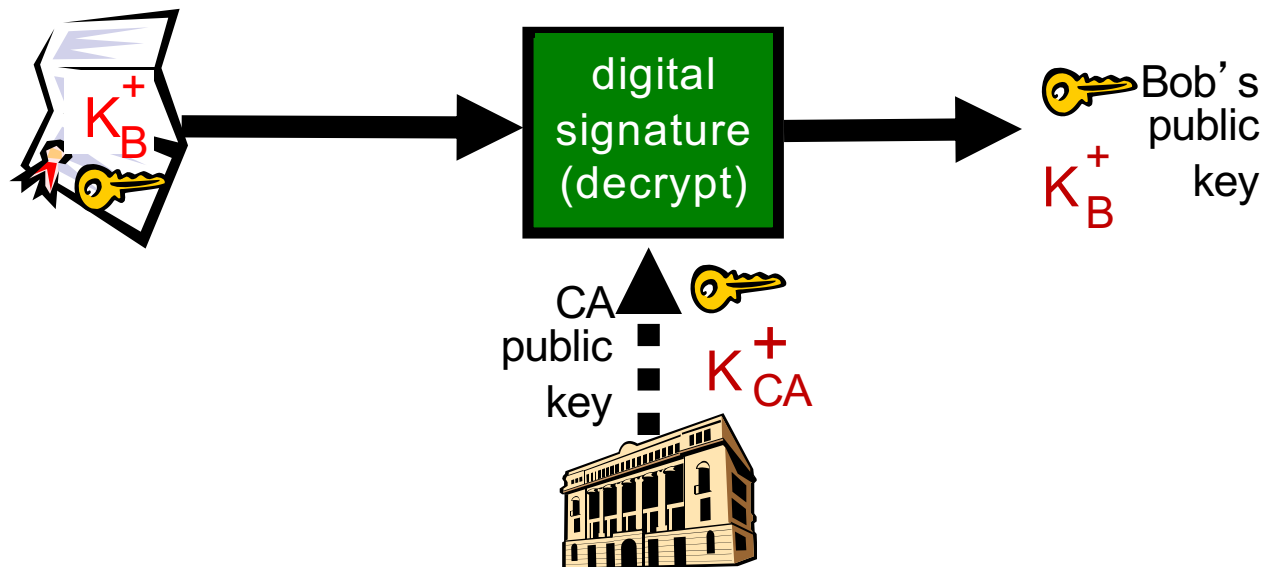 K+B
digital
signature
(decrypt)
Bob's
public
key
K+B
CA
public
key
K+CA